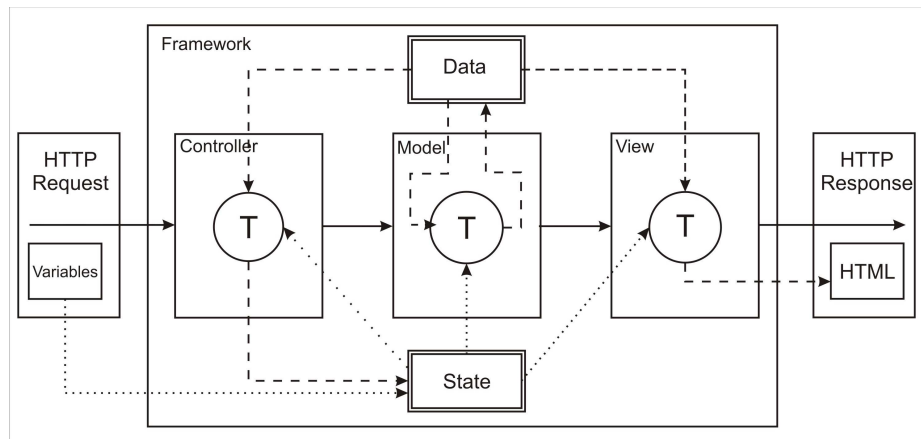 Framework
Data
HTTP
Request
Variables
Controller
T
Model
T
View
T
HTTP
Response
HTML
State